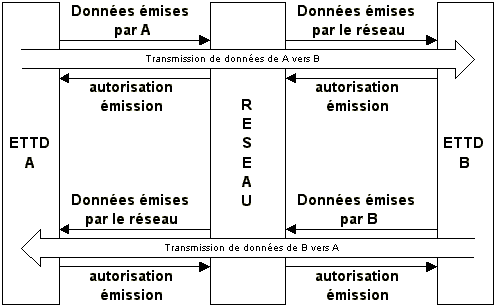 Données émises
par A
Données émises
par le réseau
Transmission de données de A vers B
autorisation
émission
autorisation
émission
ETTD
A
R
E
S
E
A
U
ETTD
B
Données émises
par le réseau
Données émises
par B
Transmission de données de B vers A
autorisation
émission
autorisation
émission